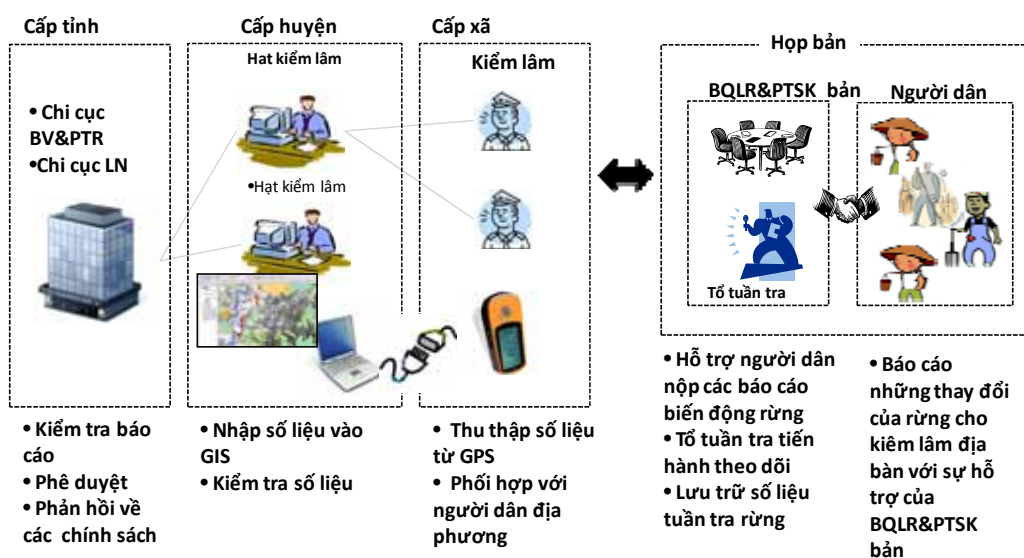 Cấp tỉnh
• Chi cục
BV&PTR
•Chi cục LN
• Kiểm tra báo
cáo
• Phê duyệt
• Phản hồi về
các chính sách
Cấp huyện
Hat kiểm lâm
•Hạt kiểm lâm
• Nhập số liệu vào
GIS
• Kiểm tra số liệu
Cấp xã
Kiểm lâm
• Thu thập số liệu
từ GPS
• Phối hợp với
người dân địa
phương
Họp bản
BQLR&PTSK bản
Tổ tuần tra
Người dân
• Hỗ trợ người dân
nộp các báo cáo
biến động rừng
• Tổ tuần tra tiến
hành theo dõi
• Lưu trữ số liệu
tuần tra rừng
• Báo cáo
những thay đổi
của rừng cho
kiêm lâm địa
bàn với sự hỗ
trợ của
BQLR&PTSK
bản